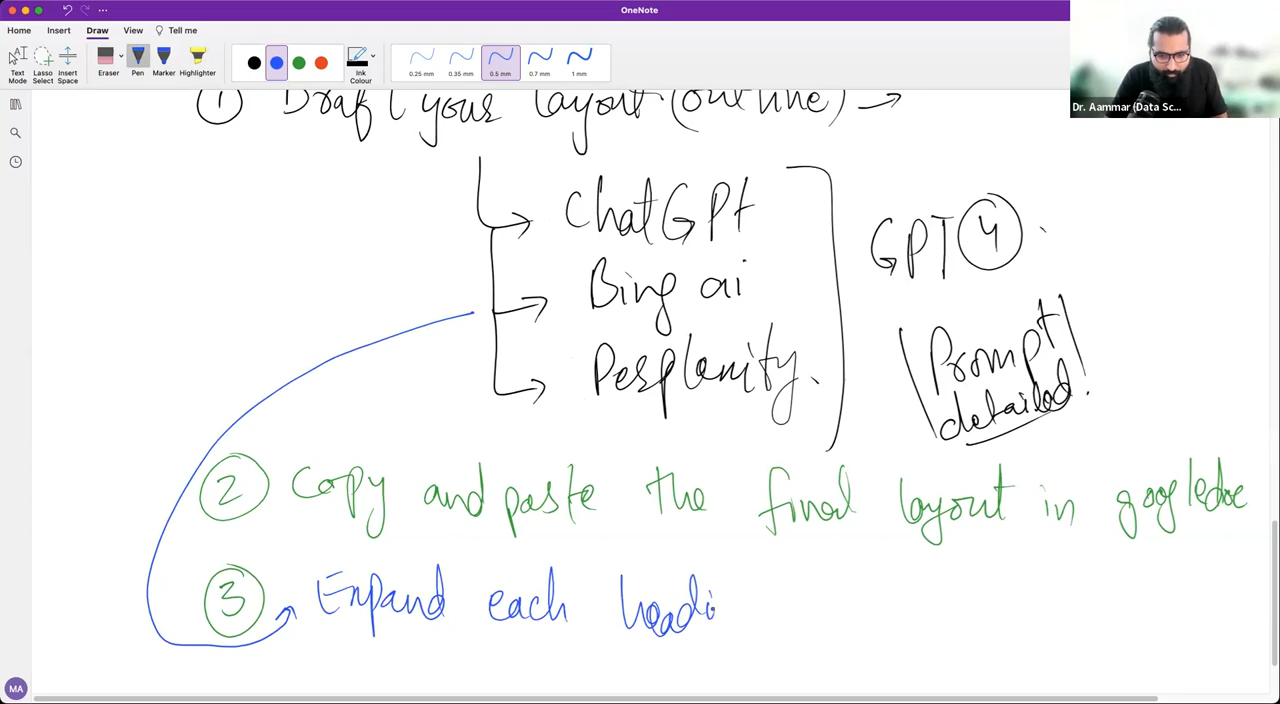 OneNote
Home Insert Draw View Tell me
Text Mode Lasso Select Insert Space Eraser Pen Marker Highlighter Ink Colour 0.25 mm 0.35 mm 0.5 mm 0.7 mm 1 mm
Dr. Aammar (Data Sc...
1 Draft your layout (outline) →
ChatGPt
Bing ai
Perplexity.
GPT 4
Prompt
detailed.
2 Copy and paste the final layout in googledoc
3 Expand each headi
MA